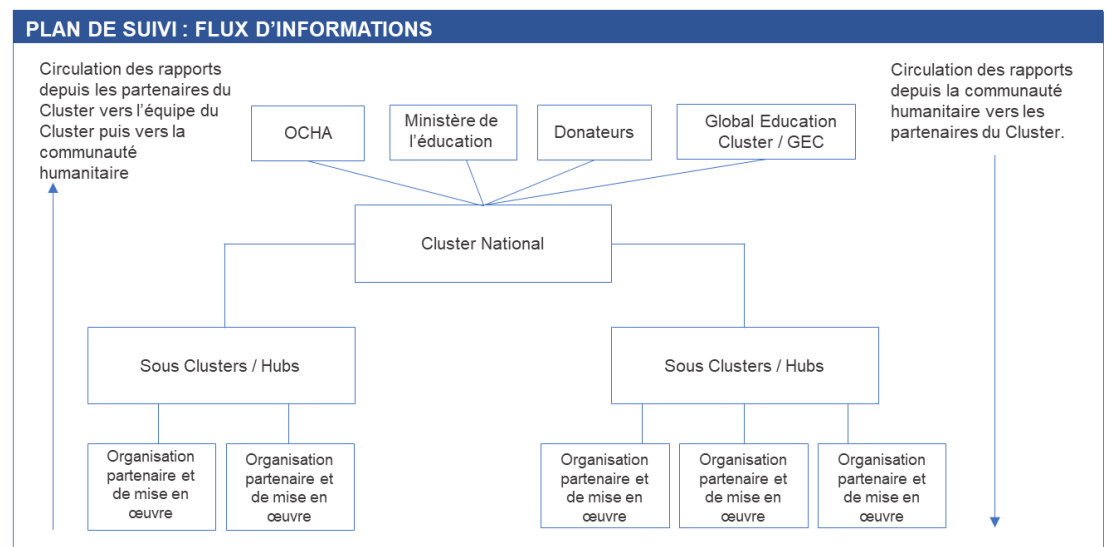 PLAN DE SUIVI : FLUX D’INFORMATIONS
Circulation des rapports
depuis les partenaires du
Cluster vers l’équipe du
Cluster puis vers la
communauté
humanitaire
OCHA
Ministère de
l’éducation
Donateurs
Global Education
Cluster / GEC
Circulation des rapports
depuis la communauté
humanitaire vers les
partenaires du Cluster.
Cluster National
Sous Clusters / Hubs
Sous Clusters / Hubs
Organisation
partenaire et
de mise en
œuvre
Organisation
partenaire et
de mise en
œuvre
Organisation
partenaire et
de mise en
œuvre
Organisation
partenaire et
de mise en
œuvre
Organisation
partenaire et
de mise en
œuvre